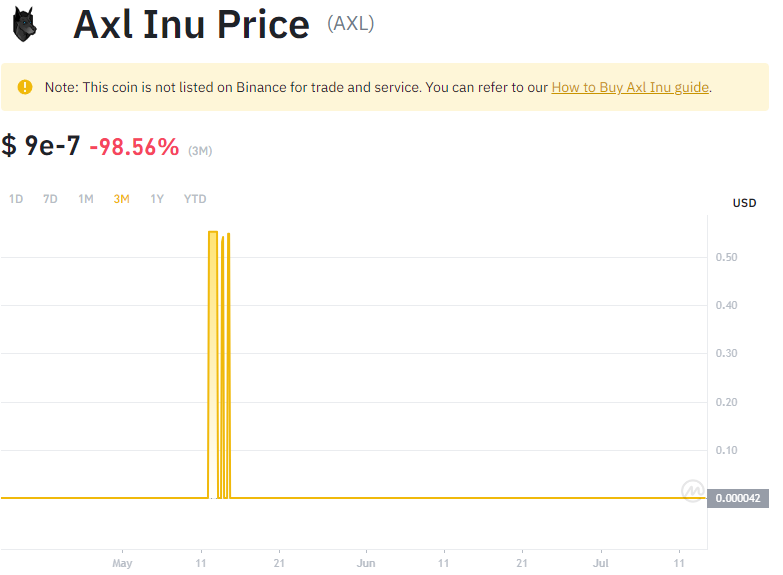 Axl Inu Price (AXL)
Note: This coin is not listed on Binance for trade and service. You can refer to our How to Buy Axl Inu guide.
$ 9e-7 -98.56% (3M)
1D 7D 1M 3M 1Y YTD
USD
0.50
0.40
0.30
0.20
0.10
0.000042
May 11 21 Jun 11 21 Jul 11